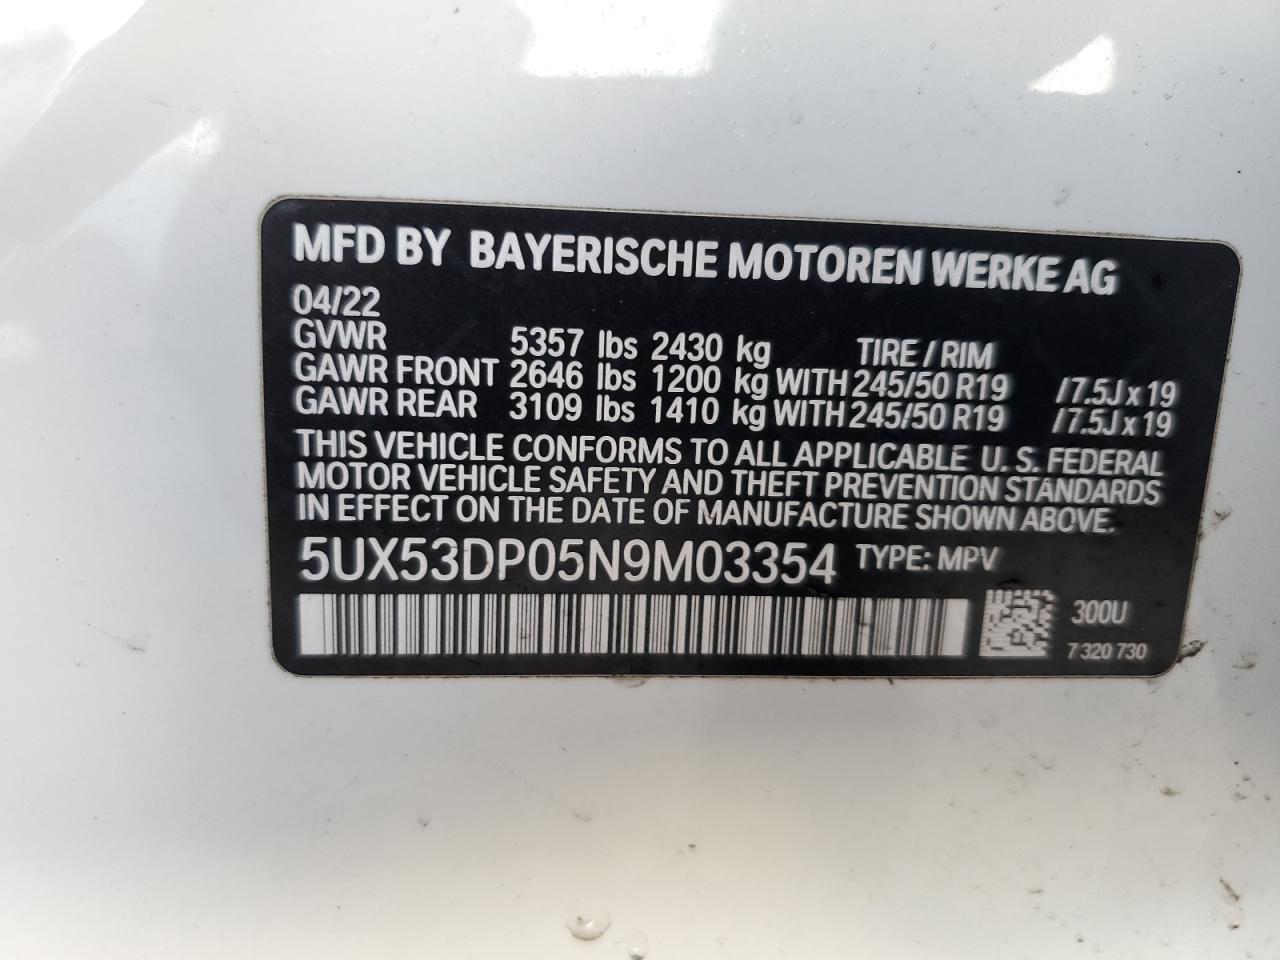 MFD BY BAYERISCHE MOTOREN WERKE AG
04/22
GVWR 5357 lbs 2430 kg TIRE / RIM
GAWR FRONT 2646 lbs 1200 kg WITH 245/50 R19 /7.5J x 19
GAWR REAR 3109 lbs 1410 kg WITH 245/50 R19 /7.5J x 19
THIS VEHICLE CONFORMS TO ALL APPLICABLE U. S. FEDERAL
MOTOR VEHICLE SAFETY AND THEFT PREVENTION STANDARDS
IN EFFECT ON THE DATE OF MANUFACTURE SHOWN ABOVE.
5UX53DP05N9M03354 TYPE: MPV
300U
7 320 730